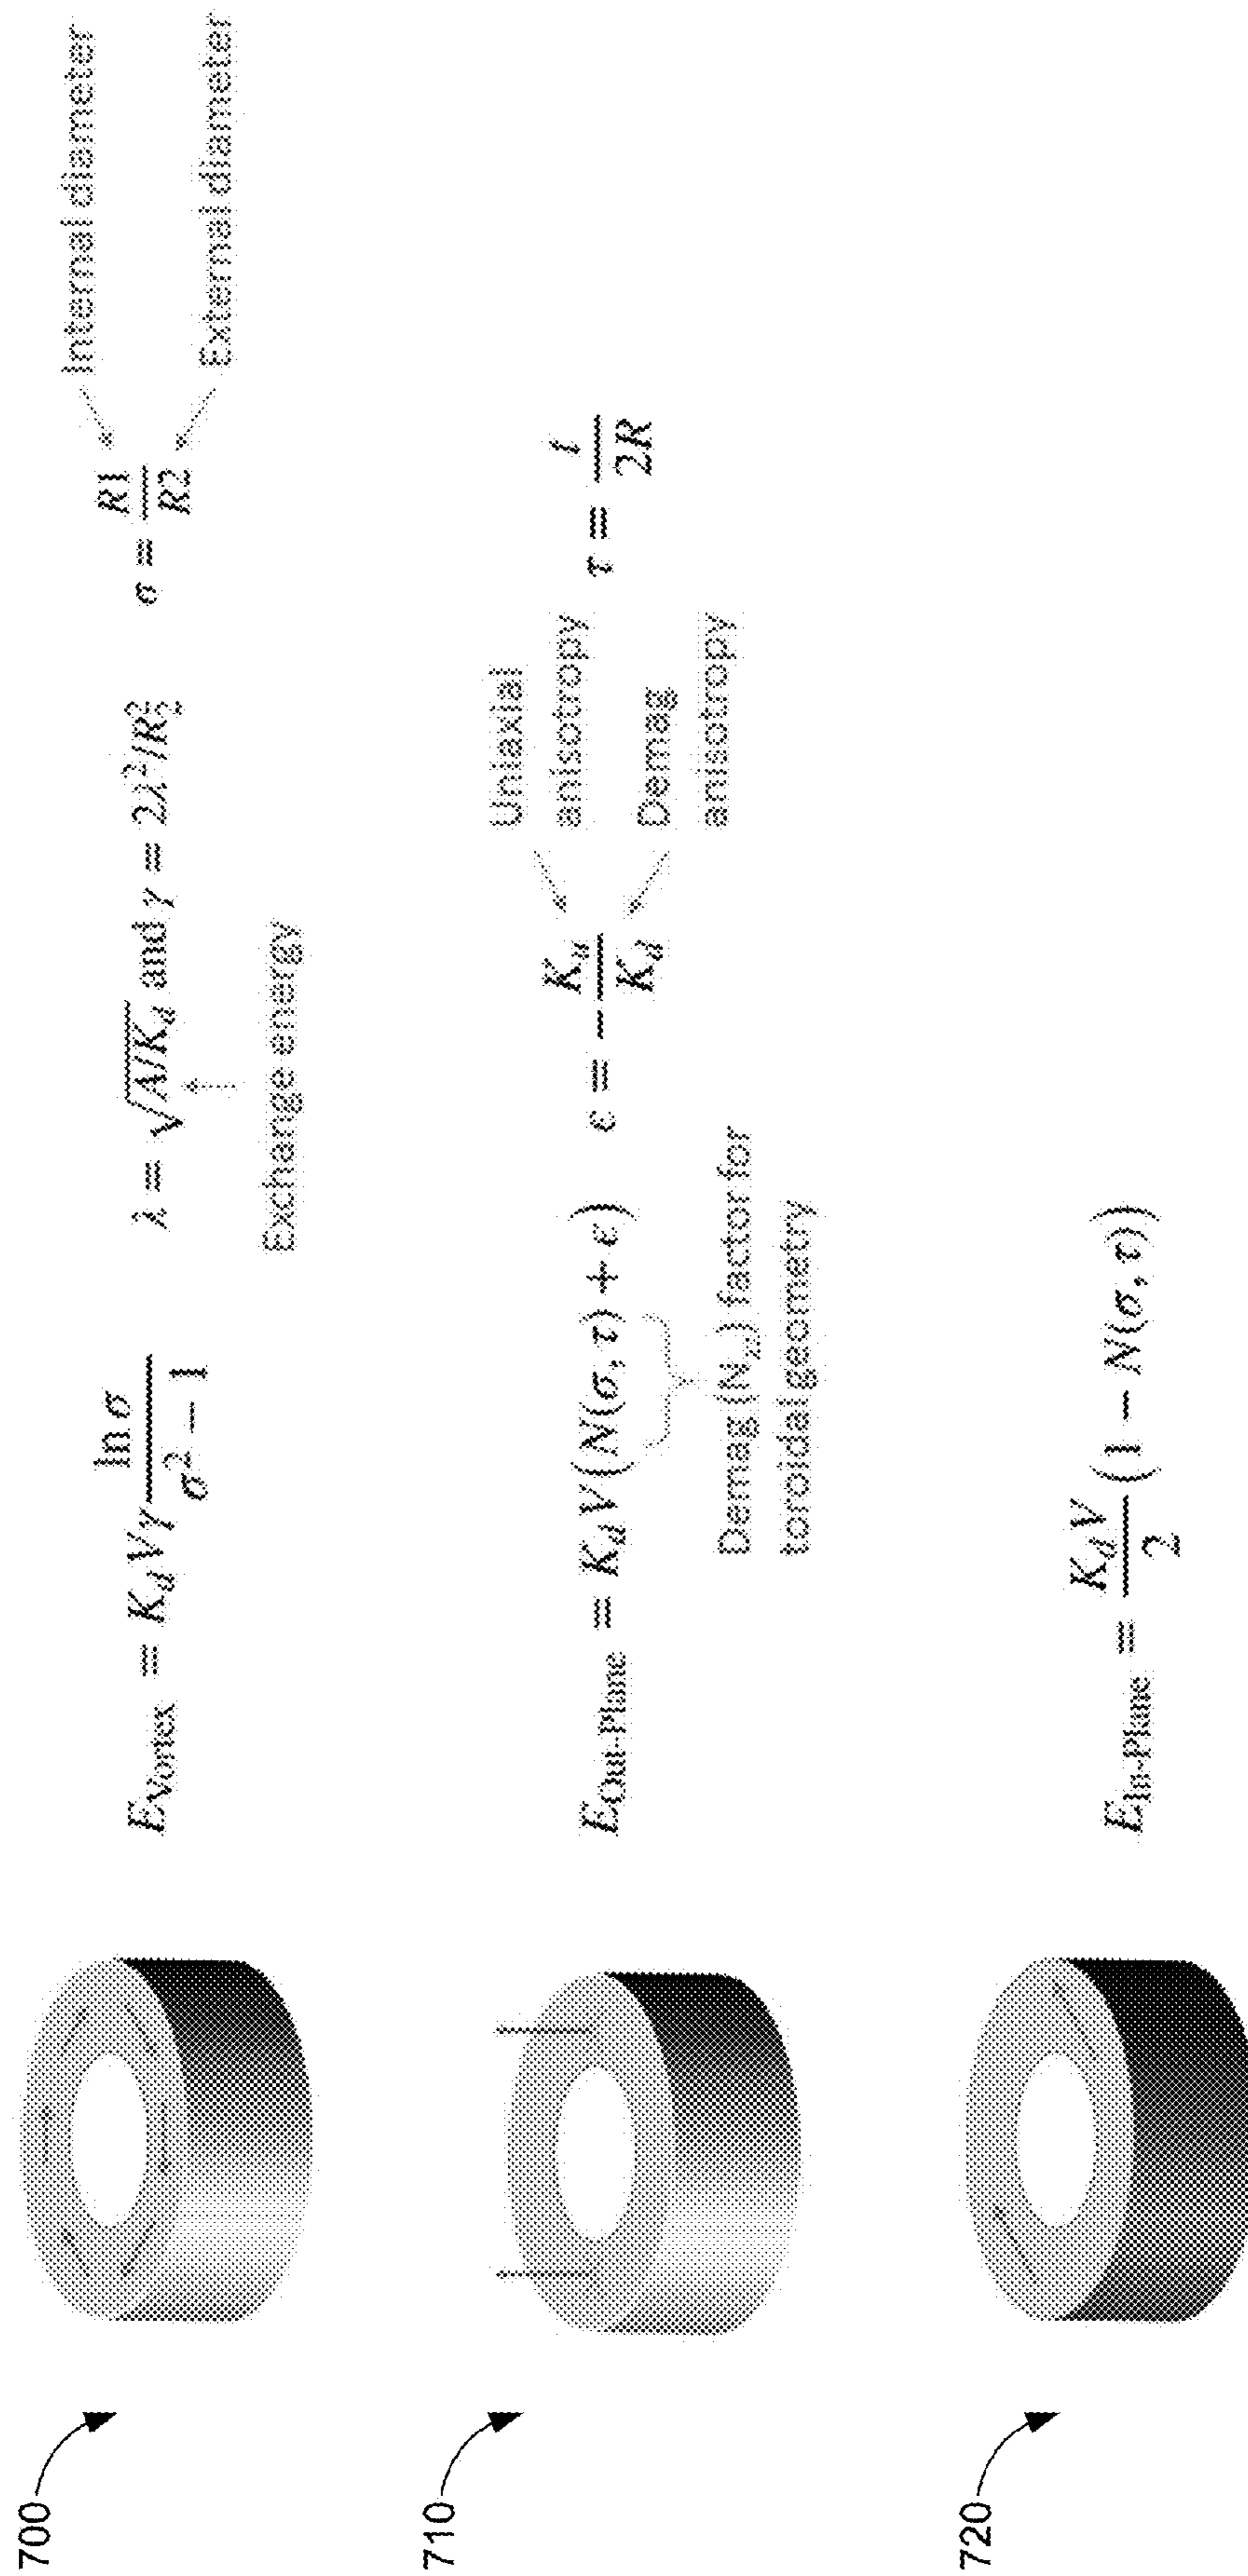 700
E_Vortex = K_d Vγ ln σ / (σ² − 1)
λ = √(A/K_d) and γ = 2λ²/R₂²
σ = R1 / R2
Internal diameter
External diameter
Exchange energy
710
E_Out-Plane = K_d V(N(σ, τ) + ε)
ε = − K_u / K_d
Uniaxial
anisotropy
Demag
anisotropy
τ = t / 2R
Demag (N_zz) factor for
toroidal geometry
720
E_In-Plane = K_d V / 2 (1 − N(σ, τ))